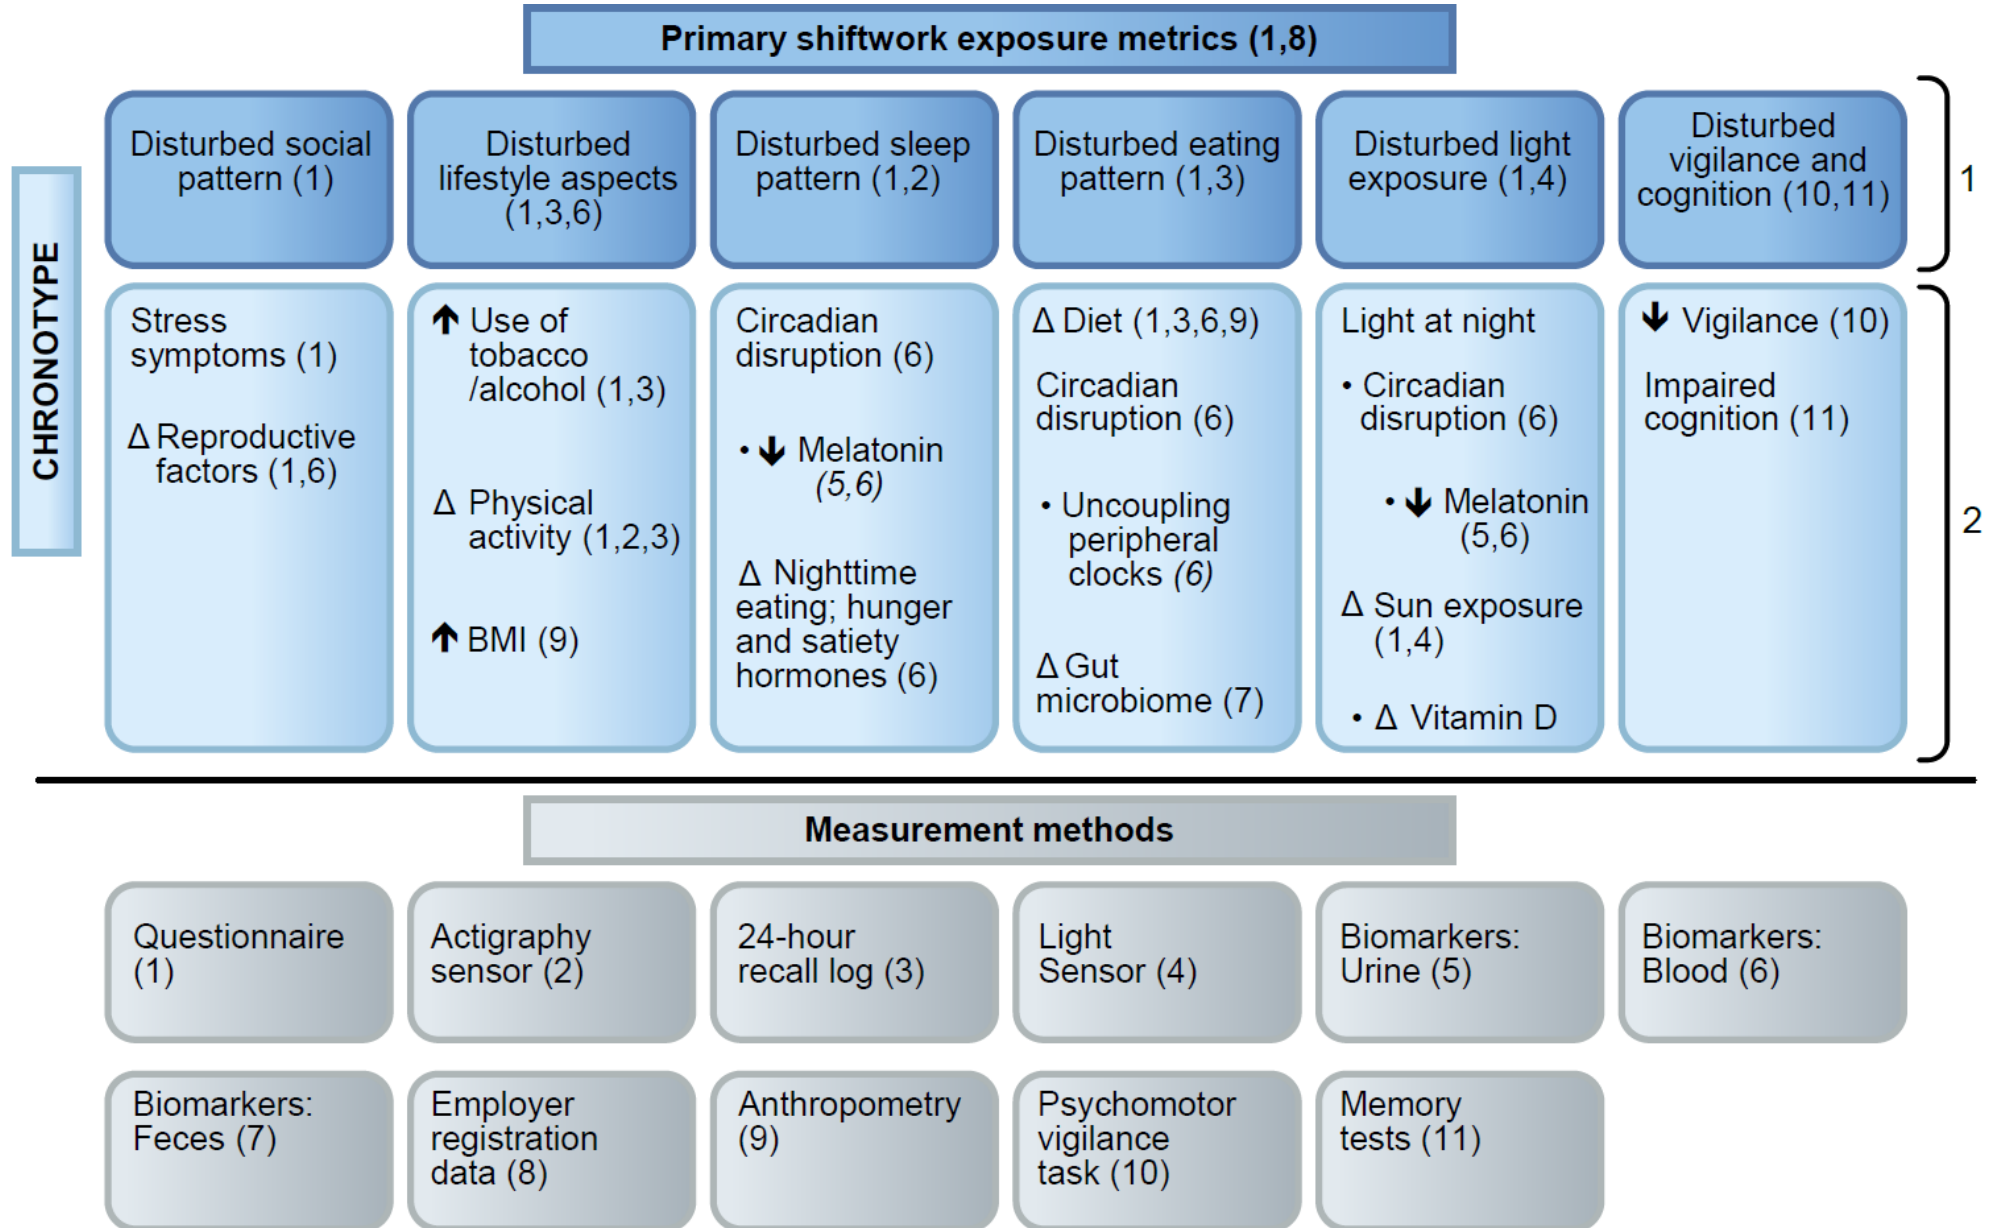 Primary shiftwork exposure metrics (1,8)
CHRONOTYPE
Disturbed social
pattern (1)
Disturbed
lifestyle aspects
(1,3,6)
Disturbed sleep
pattern (1,2)
Disturbed eating
pattern (1,3)
Disturbed light
exposure (1,4)
Disturbed
vigilance and
cognition (10,11)
1
Stress
symptoms (1)
Δ Reproductive
factors (1,6)
🡹 Use of
tobacco
/alcohol (1,3)
Δ Physical
activity (1,2,3)
🡹 BMI (9)
Circadian
disruption (6)
• 🡻 Melatonin
(5,6)
Δ Nighttime
eating; hunger
and satiety
hormones (6)
Δ Diet (1,3,6,9)
Circadian
disruption (6)
• Uncoupling
peripheral
clocks (6)
Δ Gut
microbiome (7)
Light at night
• Circadian
disruption (6)
• 🡻 Melatonin
(5,6)
Δ Sun exposure
(1,4)
• Δ Vitamin D
🡻 Vigilance (10)
Impaired
cognition (11)
2
Measurement methods
Questionnaire
(1)
Actigraphy
sensor (2)
24-hour
recall log (3)
Light
Sensor (4)
Biomarkers:
Urine (5)
Biomarkers:
Blood (6)
Biomarkers:
Feces (7)
Employer
registration
data (8)
Anthropometry
(9)
Psychomotor
vigilance
task (10)
Memory
tests (11)